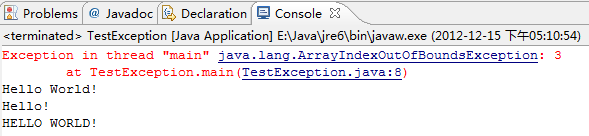 Problems @ Javadoc Declaration Console
<terminated> TestException [Java Application] E:\Java\jre6\bin\javaw.exe (2012-12-15 下午05:10:54)
Exception in thread "main" java.lang.ArrayIndexOutOfBoundsException: 3
at TestException.main(TestException.java:8)
Hello World!
Hello!
HELLO WORLD!